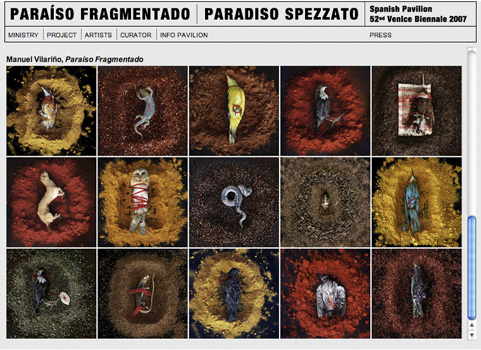 PARAÍSO FRAGMENTADO | PARADISO SPEZZATO
Spanish Pavilion
52nd Venice Biennale 2007
MINISTRY | PROJECT | ARTISTS | CURATOR | INFO PAVILION
PRESS
Manuel Vilariño, Paraíso Fragmentado